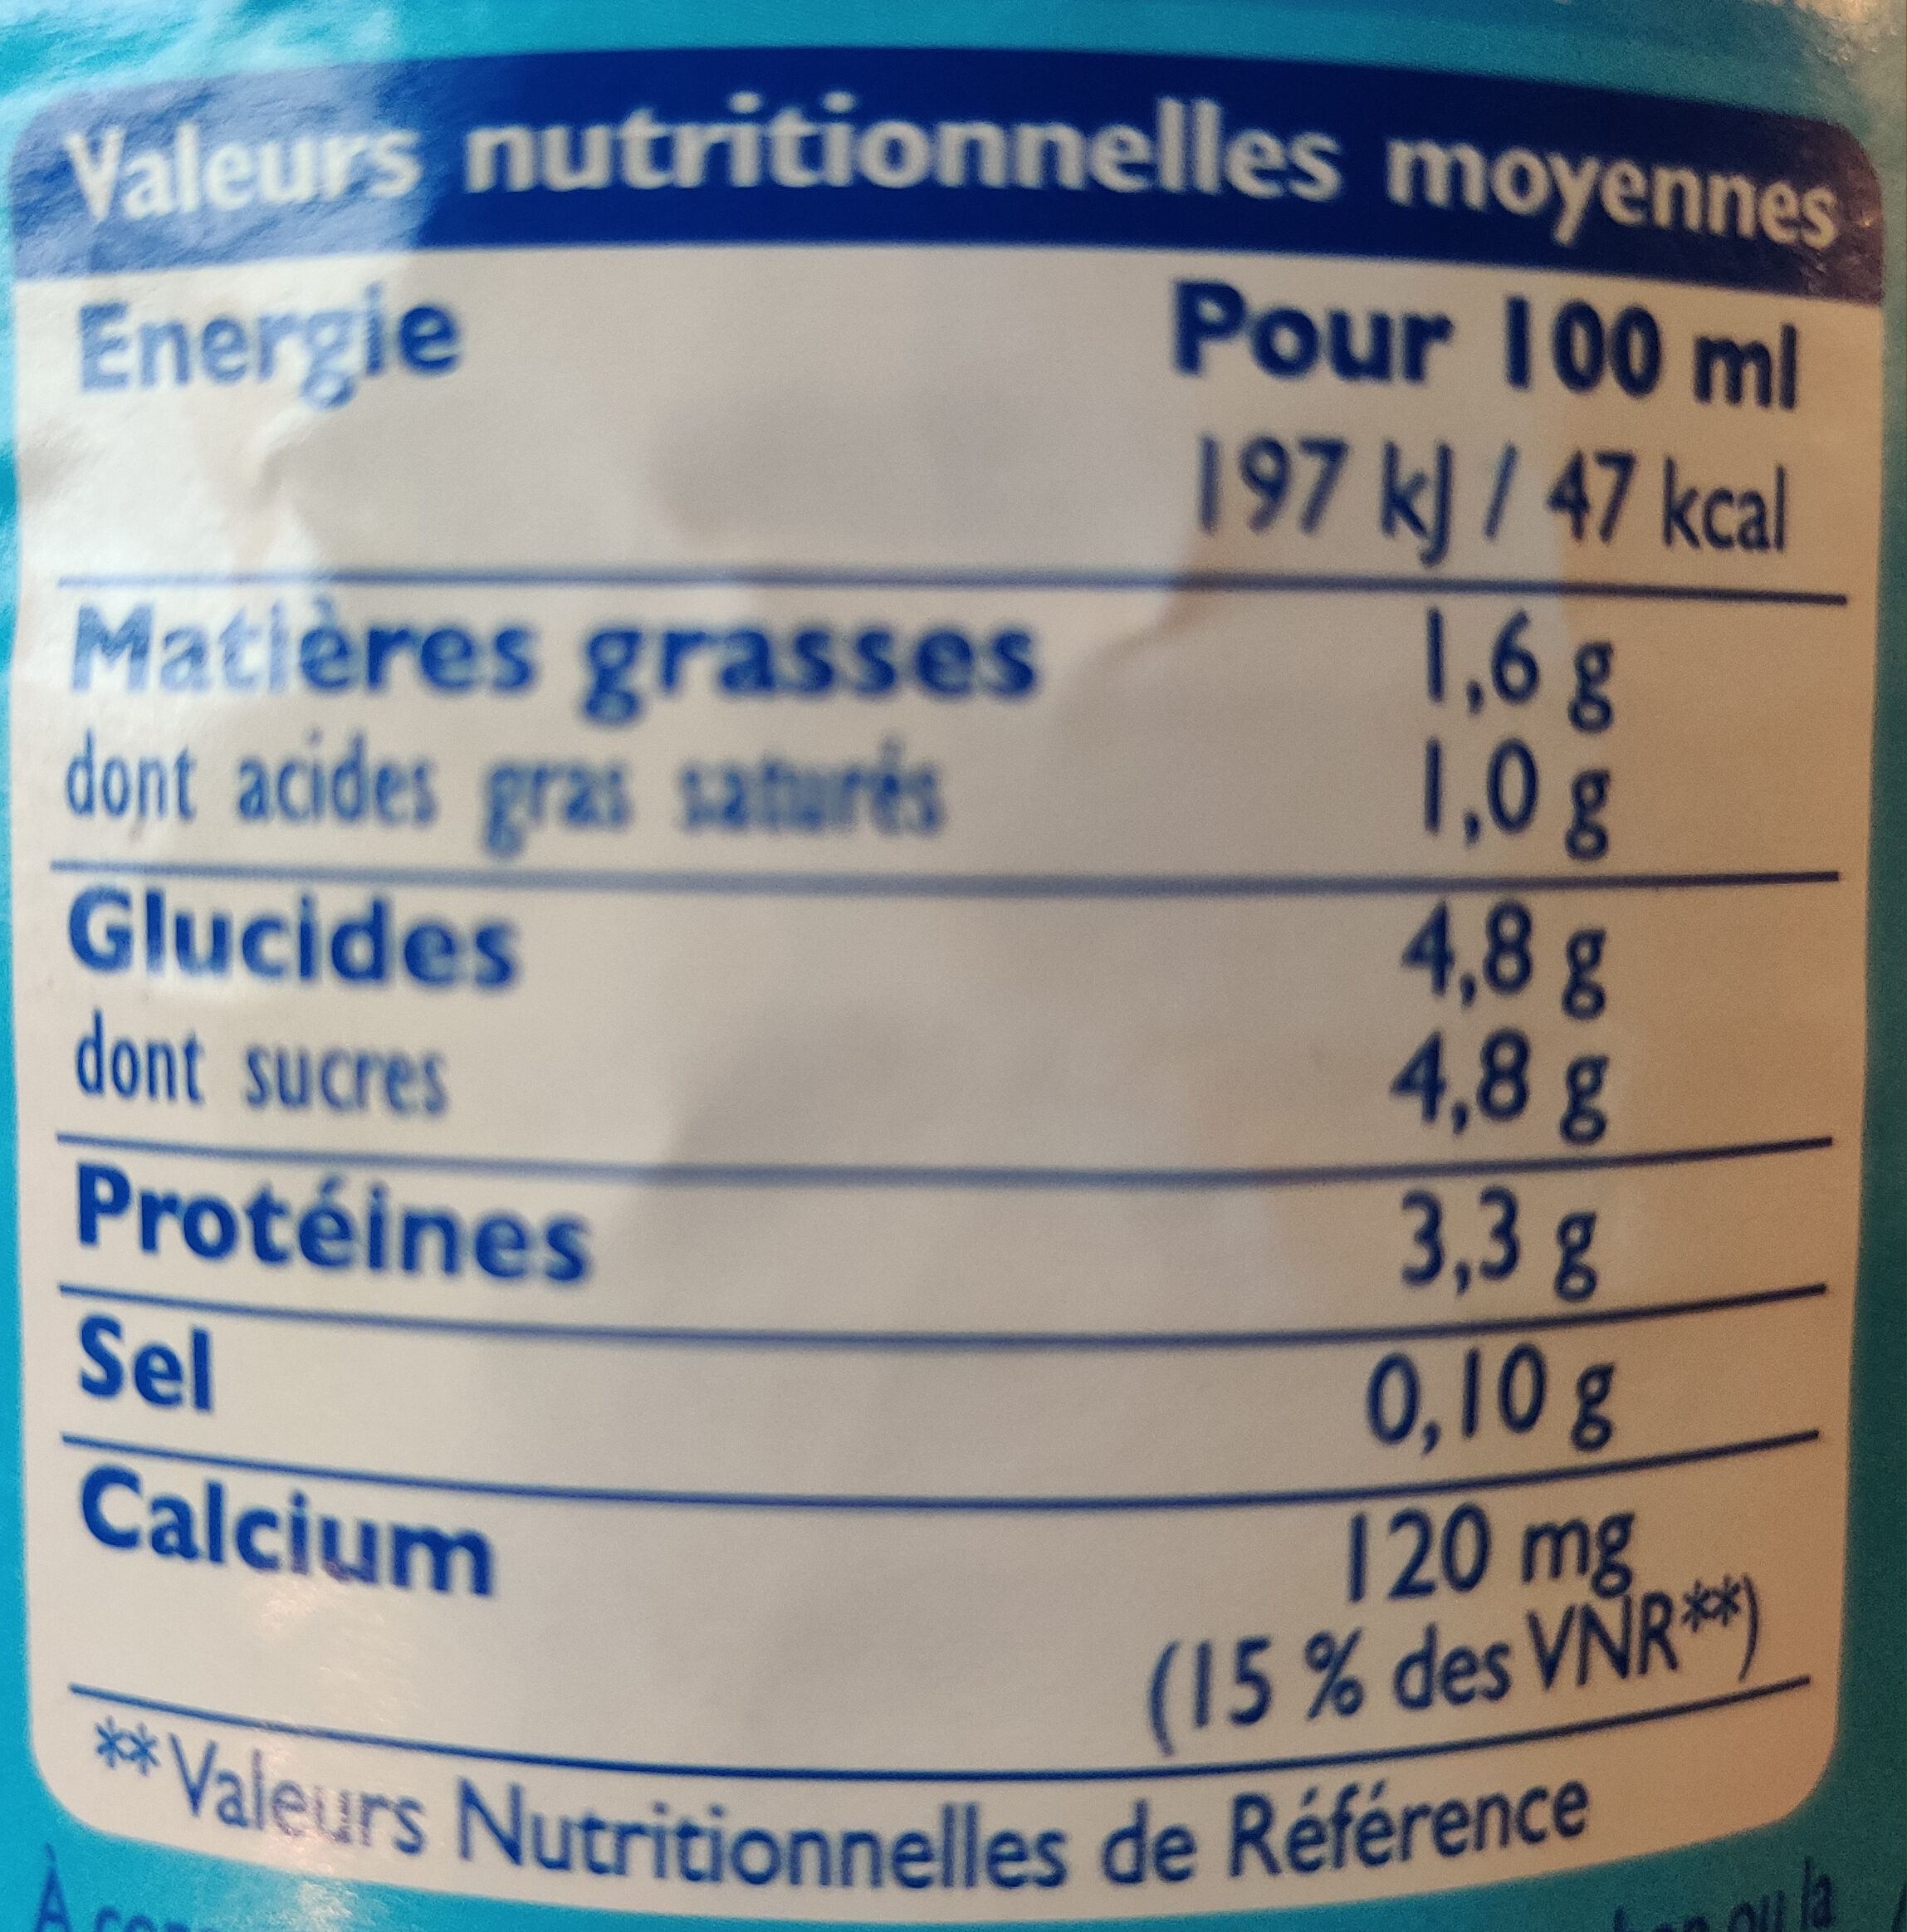 Valeurs nutritionnelles moyennes
Energie Pour 100 ml
197 kJ / 47 kcal
Matières grasses 1,6 g
dont acides gras saturés 1,0 g
Glucides 4,8 g
dont sucres 4,8 g
Protéines 3,3 g
Sel 0,10 g
Calcium 120 mg
(15 % des VNR**)
**Valeurs Nutritionnelles de Référence
À ou la